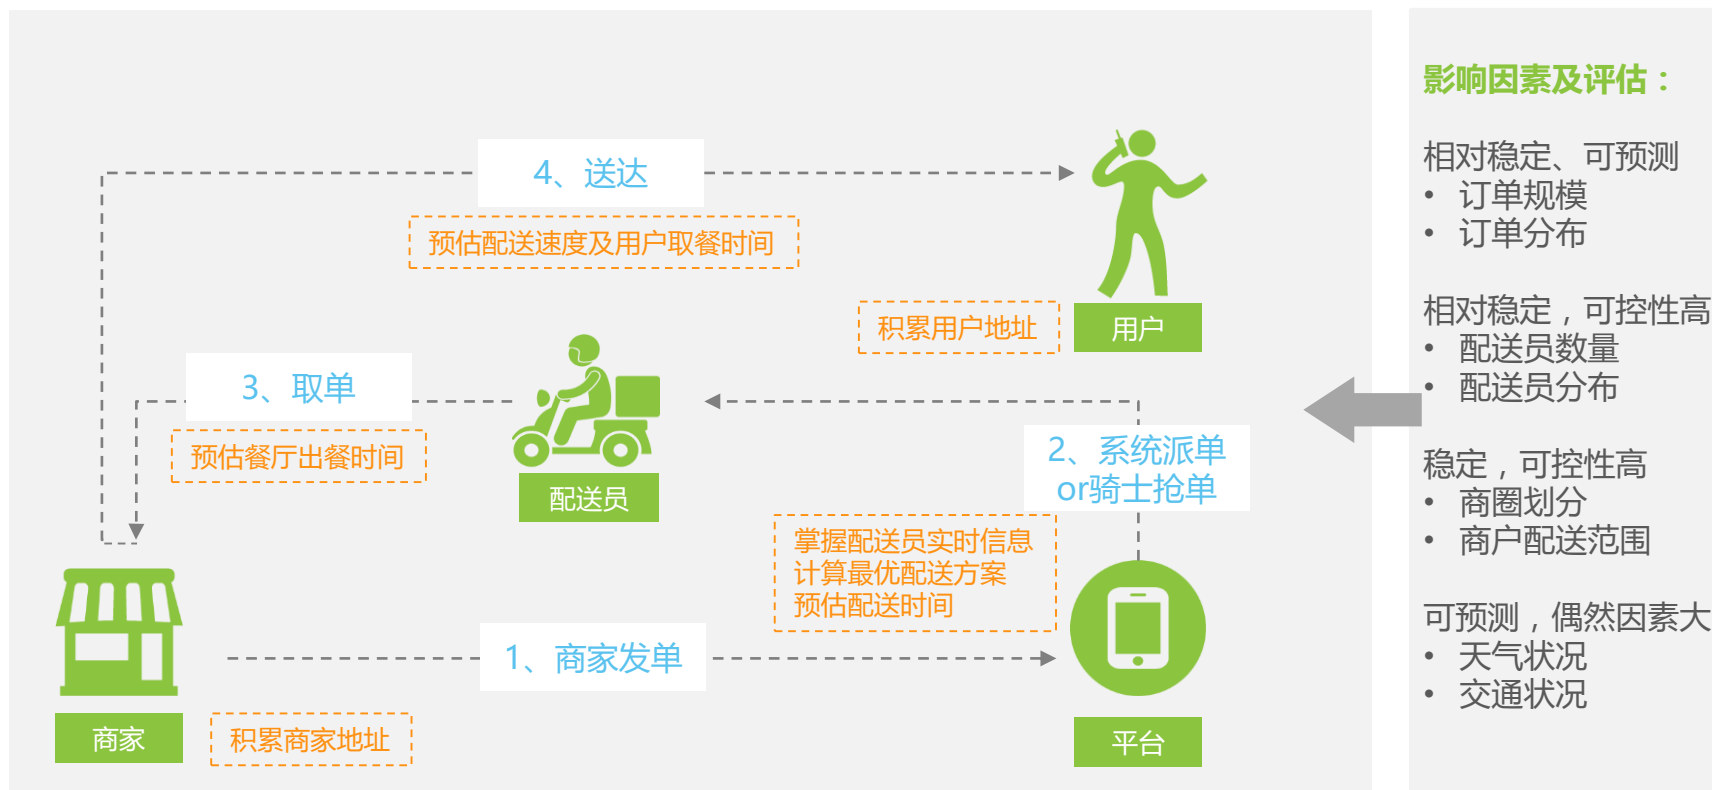 4、送达
预估配送速度及用户取餐时间
积累用户地址
用户
3、取单
预估餐厅出餐时间
配送员
2、系统派单
or骑士抢单
掌握配送员实时信息
计算最优配送方案
预估配送时间
1、商家发单
商家
积累商家地址
平台
影响因素及评估：
相对稳定、可预测
• 订单规模
• 订单分布
相对稳定，可控性高
• 配送员数量
• 配送员分布
稳定，可控性高
• 商圈划分
• 商户配送范围
可预测，偶然因素大
• 天气状况
• 交通状况